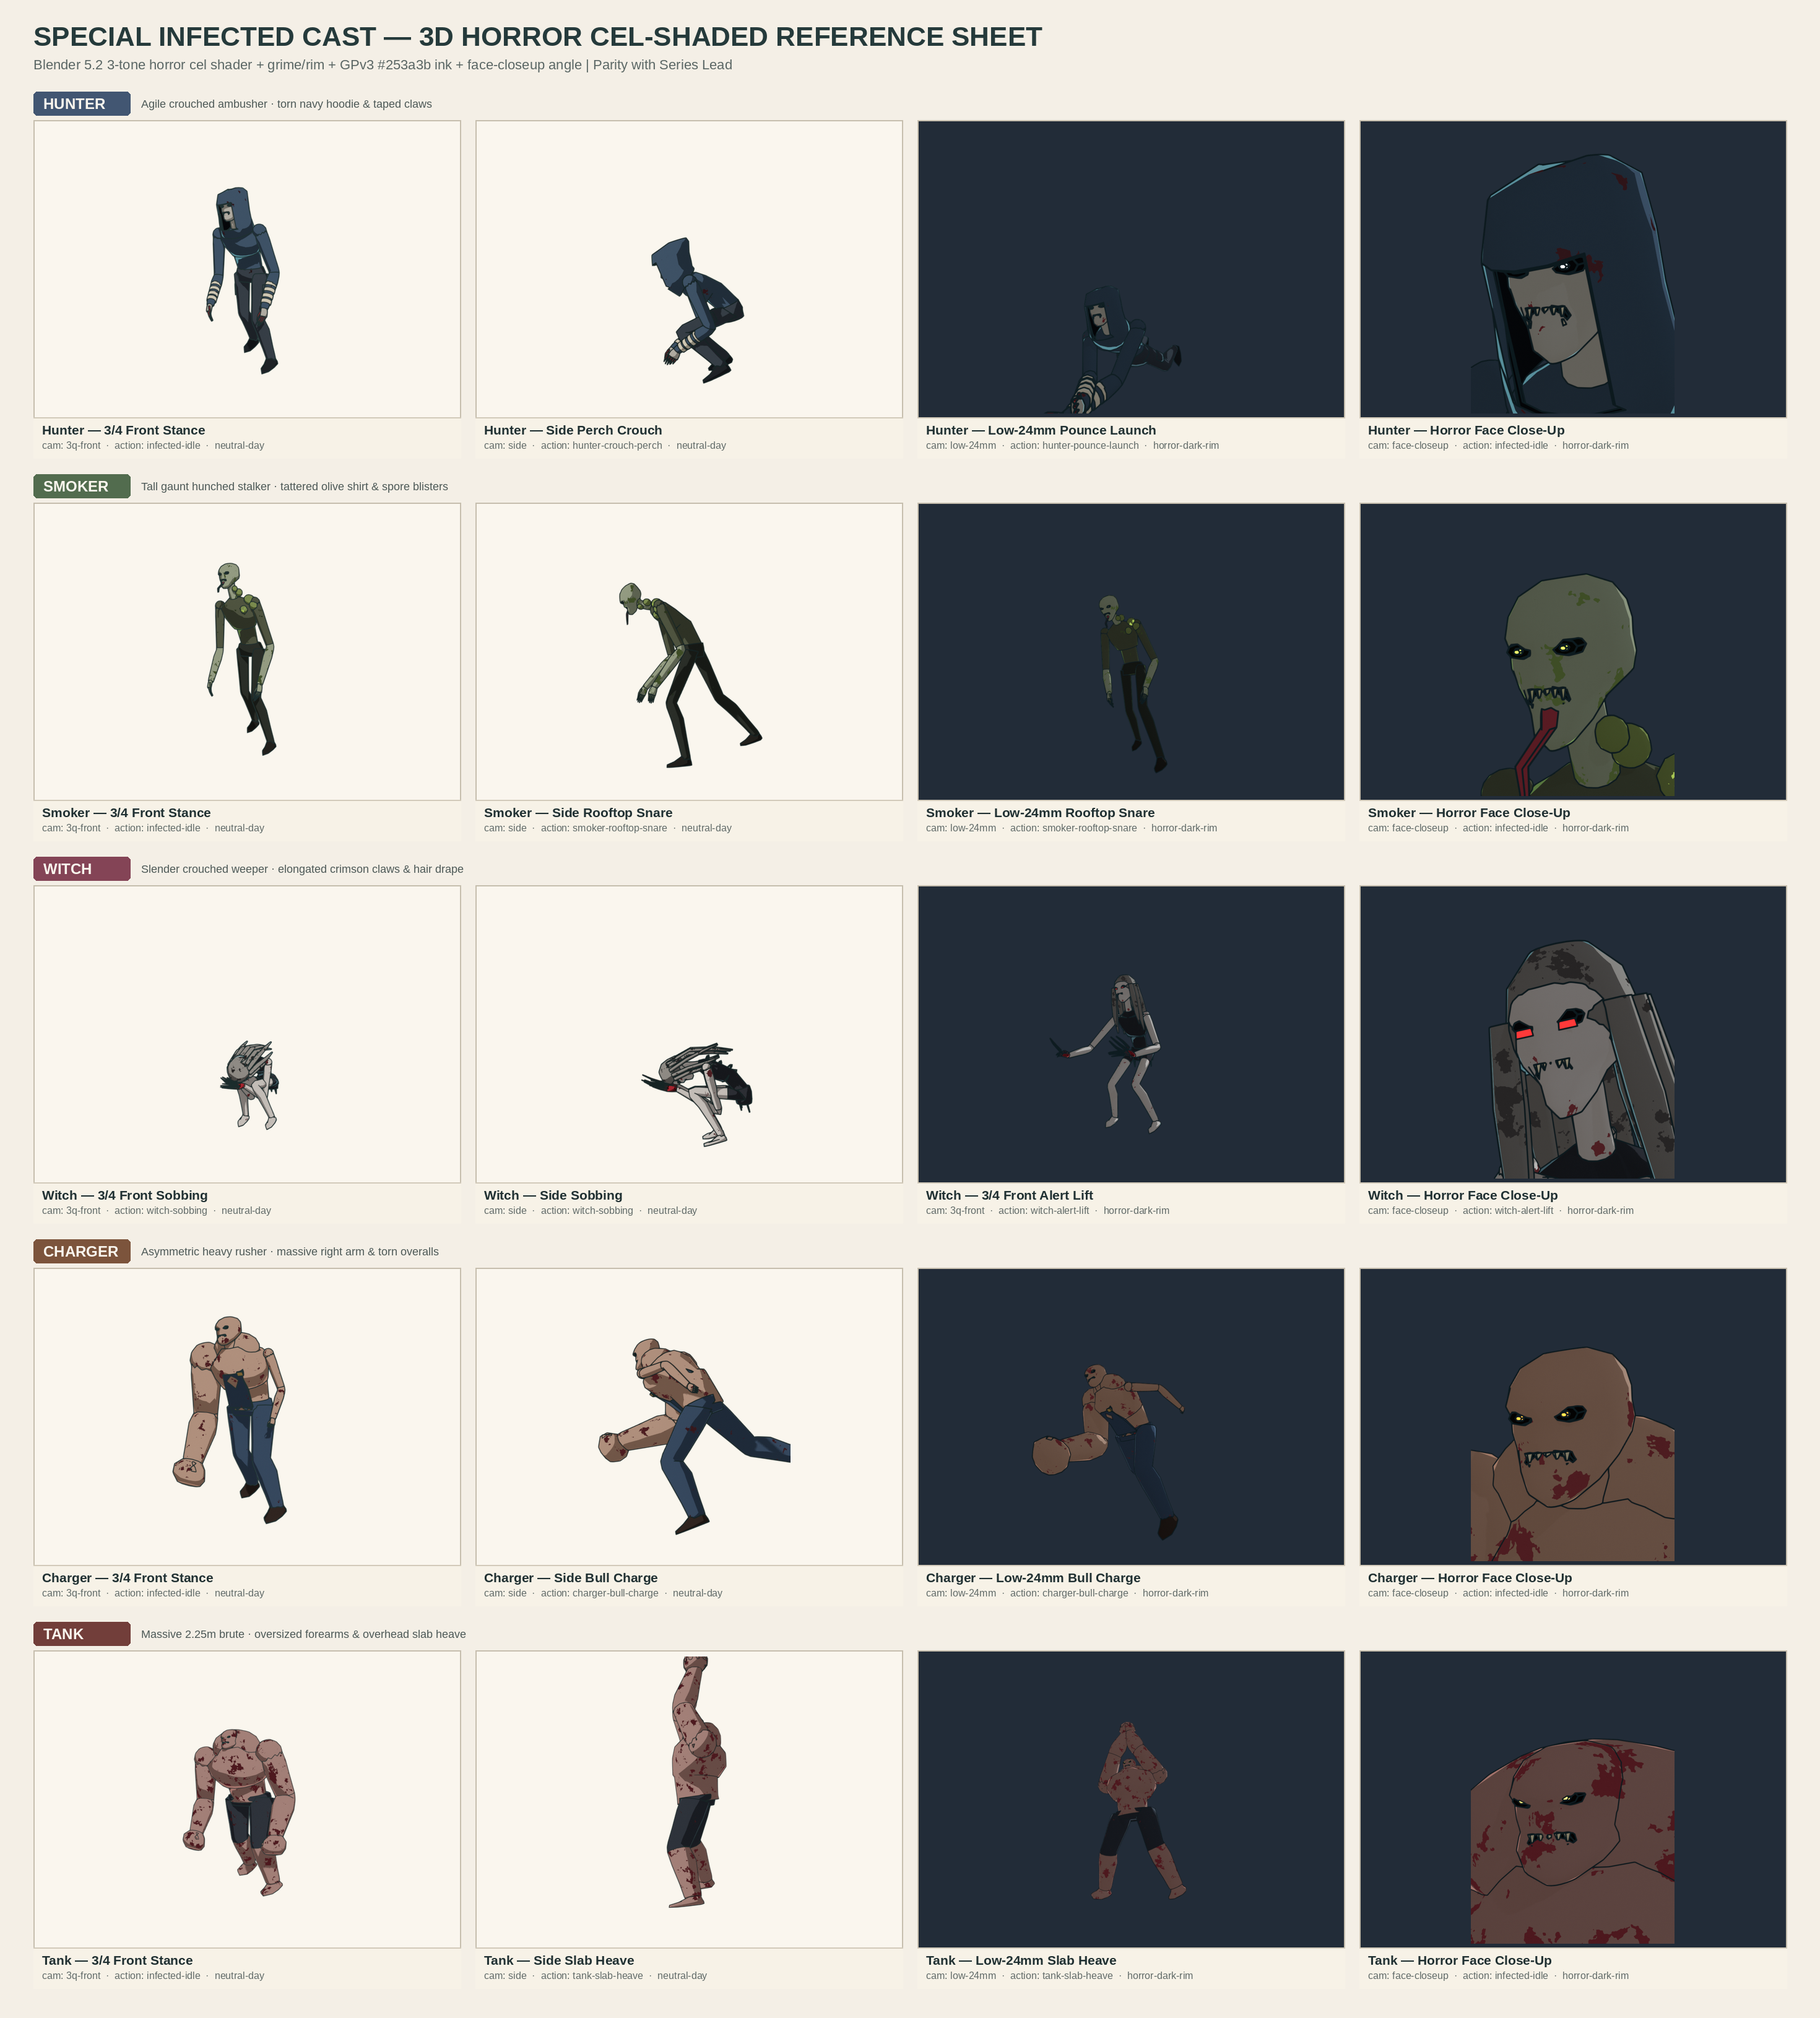 SPECIAL INFECTED CAST — 3D HORROR CEL-SHADED REFERENCE SHEET
Blender 5.2 3-tone horror cel shader + grime/rim + GPv3 #253a3b ink + face-closeup angle | Parity with Series Lead
HUNTER
Agile crouched ambusher · torn navy hoodie & taped claws
Hunter — 3/4 Front Stance
cam: 3q-front · action: infected-idle · neutral-day
Hunter — Side Perch Crouch
cam: side · action: hunter-crouch-perch · neutral-day
Hunter — Low-24mm Pounce Launch
cam: low-24mm · action: hunter-pounce-launch · horror-dark-rim
Hunter — Horror Face Close-Up
cam: face-closeup · action: infected-idle · horror-dark-rim
SMOKER
Tall gaunt hunched stalker · tattered olive shirt & spore blisters
Smoker — 3/4 Front Stance
cam: 3q-front · action: infected-idle · neutral-day
Smoker — Side Rooftop Snare
cam: side · action: smoker-rooftop-snare · neutral-day
Smoker — Low-24mm Rooftop Snare
cam: low-24mm · action: smoker-rooftop-snare · horror-dark-rim
Smoker — Horror Face Close-Up
cam: face-closeup · action: infected-idle · horror-dark-rim
WITCH
Slender crouched weeper · elongated crimson claws & hair drape
Witch — 3/4 Front Sobbing
cam: 3q-front · action: witch-sobbing · neutral-day
Witch — Side Sobbing
cam: side · action: witch-sobbing · neutral-day
Witch — 3/4 Front Alert Lift
cam: 3q-front · action: witch-alert-lift · horror-dark-rim
Witch — Horror Face Close-Up
cam: face-closeup · action: witch-alert-lift · horror-dark-rim
CHARGER
Asymmetric heavy rusher · massive right arm & torn overalls
Charger — 3/4 Front Stance
cam: 3q-front · action: infected-idle · neutral-day
Charger — Side Bull Charge
cam: side · action: charger-bull-charge · neutral-day
Charger — Low-24mm Bull Charge
cam: low-24mm · action: charger-bull-charge · horror-dark-rim
Charger — Horror Face Close-Up
cam: face-closeup · action: infected-idle · horror-dark-rim
TANK
Massive 2.25m brute · oversized forearms & overhead slab heave
Tank — 3/4 Front Stance
cam: 3q-front · action: infected-idle · neutral-day
Tank — Side Slab Heave
cam: side · action: tank-slab-heave · neutral-day
Tank — Low-24mm Slab Heave
cam: low-24mm · action: tank-slab-heave · horror-dark-rim
Tank — Horror Face Close-Up
cam: face-closeup · action: infected-idle · horror-dark-rim